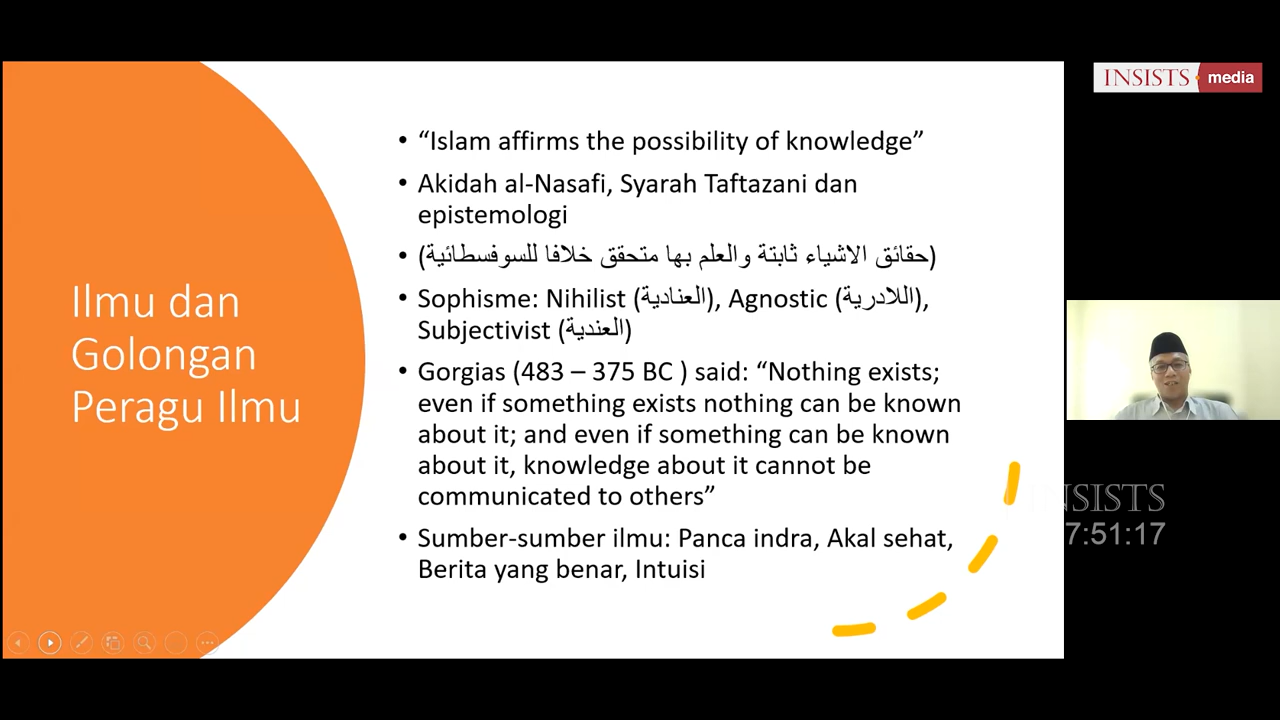 INSISTS media
Ilmu dan
Golongan
Peragu Ilmu
• “Islam affirms the possibility of knowledge”
• Akidah al-Nasafi, Syarah Taftazani dan
epistemologi
• (حقائق الاشياء ثابتة والعلم بها متحقق خلافا للسوفسطائية)
• Sophisme: Nihilist (العنادية), Agnostic (اللادرية),
Subjectivist (العندية)
• Gorgias (483 – 375 BC ) said: “Nothing exists;
even if something exists nothing can be known
about it; and even if something can be known
about it, knowledge about it cannot be
communicated to others”
• Sumber-sumber ilmu: Panca indra, Akal sehat,
Berita yang benar, Intuisi
INSISTS
7:51:17